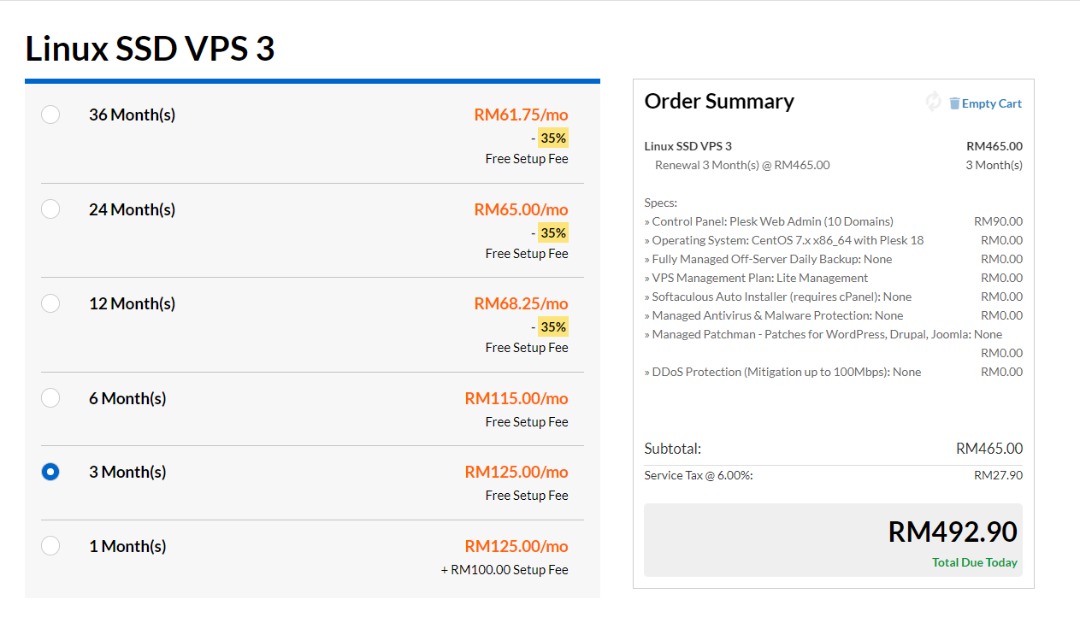 Linux SSD VPS 3
36 Month(s) RM61.75/mo
- 35%
Free Setup Fee
24 Month(s) RM65.00/mo
- 35%
Free Setup Fee
12 Month(s) RM68.25/mo
- 35%
Free Setup Fee
6 Month(s) RM115.00/mo
Free Setup Fee
3 Month(s) RM125.00/mo
Free Setup Fee
1 Month(s) RM125.00/mo
+ RM100.00 Setup Fee
Order Summary Empty Cart
Linux SSD VPS 3 RM465.00
Renewal 3 Month(s) @ RM465.00 3 Month(s)
Specs:
» Control Panel: Plesk Web Admin (10 Domains) RM90.00
» Operating System: CentOS 7.x x86_64 with Plesk 18 RM0.00
» Fully Managed Off-Server Daily Backup: None RM0.00
» VPS Management Plan: Lite Management RM0.00
» Softaculous Auto Installer (requires cPanel): None RM0.00
» Managed Antivirus & Malware Protection: None RM0.00
» Managed Patchman - Patches for WordPress, Drupal, Joomla: None
RM0.00
» DDoS Protection (Mitigation up to 100Mbps): None RM0.00
Subtotal: RM465.00
Service Tax @ 6.00%: RM27.90
RM492.90
Total Due Today